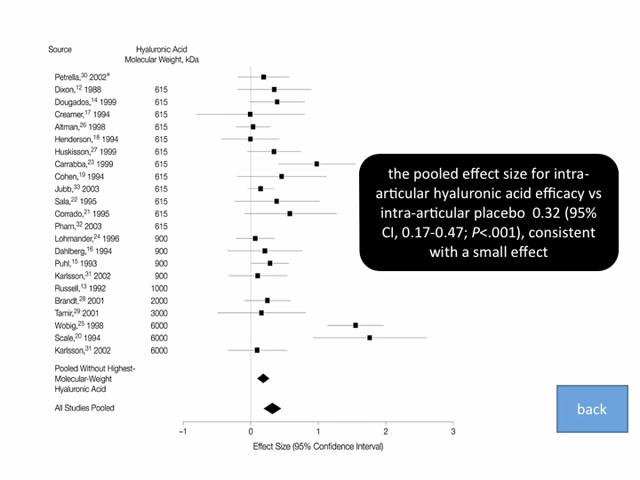 Source Hyaluronic Acid
Molecular Weight, kDa
Petrella,30 2002*
Dixon,12 1988 615
Dougados,14 1999 615
Creamer,17 1994 615
Altman,26 1998 615
Henderson,18 1994 615
Huskisson,27 1999 615
Carrabba,23 1999 615
Cohen,19 1994 615
Jubb,33 2003 615
Sala,22 1995 615
Corrado,21 1995 615
Pham,32 2003 615
Lohmander,24 1996 900
Dahlberg,16 1994 900
Puhl,15 1993 900
Karlsson,31 2002 900
Russell,13 1992 1000
Brandt,28 2001 2000
Tamir,29 2001 3000
Wobig,25 1998 6000
Scale,20 1994 6000
Karlsson,31 2002 6000
Pooled Without Highest-
Molecular-Weight
Hyaluronic Acid
All Studies Pooled
–1 0 1 2 3
Effect Size (95% Confidence Interval)
the pooled effect size for intra-
articular hyaluronic acid efficacy vs
intra-articular placebo 0.32 (95%
CI, 0.17-0.47; P<.001), consistent
with a small effect
back